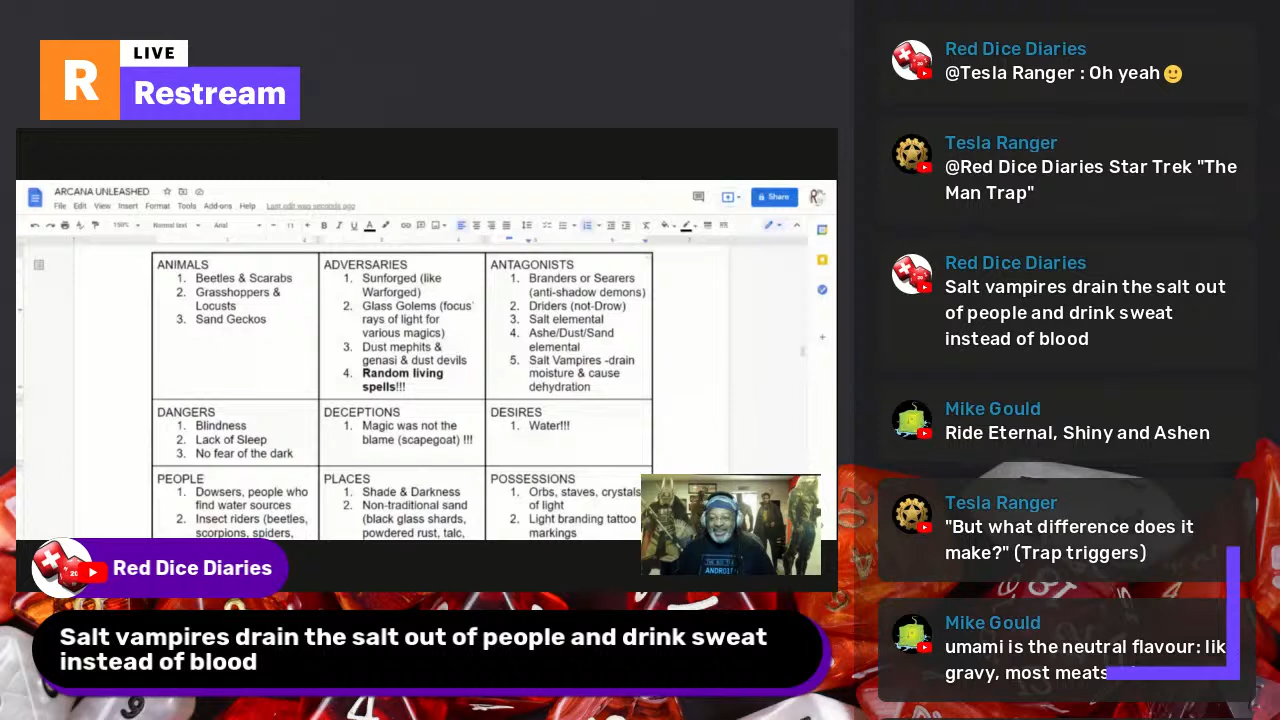 LIVE
R
Restream
ARCANA UNLEASHED
File Edit View Insert Format Tools Add-ons Help Last edit was seconds ago
Share
Normal text
Arial
ANIMALS
1. Beetles & Scarabs
2. Grasshoppers &
Locusts
3. Sand Geckos
ADVERSARIES
1. Sunforged (like
Warforged)
2. Glass Golems (focus
rays of light for
various magics)
3. Dust mephits &
genasi & dust devils
4. Random living
spells!!!
ANTAGONISTS
1. Branders or Searers
(anti-shadow demons)
2. Driders (not-Drow)
3. Salt elemental
4. Ashe/Dust/Sand
elemental
5. Salt Vampires -drain
moisture & cause
dehydration
DANGERS
1. Blindness
2. Lack of Sleep
3. No fear of the dark
DECEPTIONS
1. Magic was not the
blame (scapegoat) !!!
DESIRES
1. Water!!!
PEOPLE
1. Dowsers, people who
find water sources
2. Insect riders (beetles,
scorpions, spiders,
PLACES
1. Shade & Darkness
2. Non-traditional sand
(black glass shards,
powdered rust, talc,
POSSESSIONS
1. Orbs, staves, crystals
of light
2. Light branding tattoo
markings
ANDROID
Red Dice Diaries
Salt vampires drain the salt out of people and drink sweat
instead of blood
Red Dice Diaries
@Tesla Ranger : Oh yeah
Tesla Ranger
@Red Dice Diaries Star Trek "The
Man Trap"
Red Dice Diaries
Salt vampires drain the salt out
of people and drink sweat
instead of blood
Mike Gould
Ride Eternal, Shiny and Ashen
Tesla Ranger
"But what difference does it
make?" (Trap triggers)
Mike Gould
umami is the neutral flavour: lik
gravy, most meats